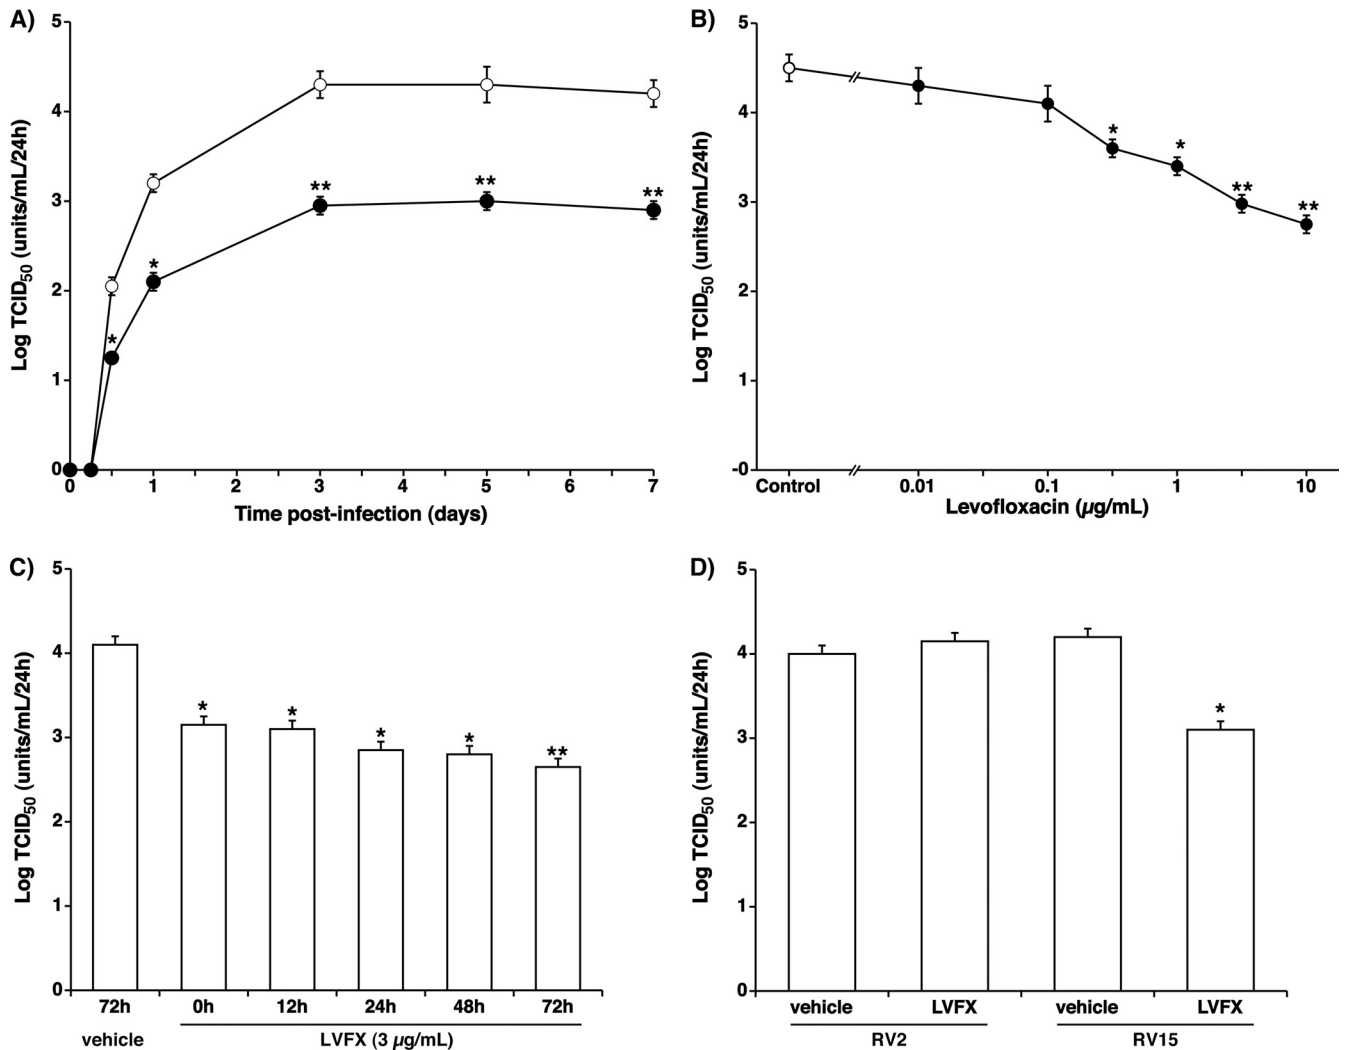 A)
Log TCID50 (units/mL/24h)
5
4
3
2
1
0
* * ** ** **
0 1 2 3 4 5 6 7
Time post-infection (days)
B)
Log TCID50 (units/mL/24h)
5
4
3
2
1
-0
* * ** **
Control 0.01 0.1 1 10
Levofloxacin (µg/mL)
C)
Log TCID50 (units/mL/24h)
5
4
3
2
1
0
* * * * **
72h 0h 12h 24h 48h 72h
vehicle LVFX (3 µg/mL)
D)
Log TCID50 (units/mL/24h)
5
4
3
2
1
0
*
vehicle LVFX vehicle LVFX
RV2 RV15